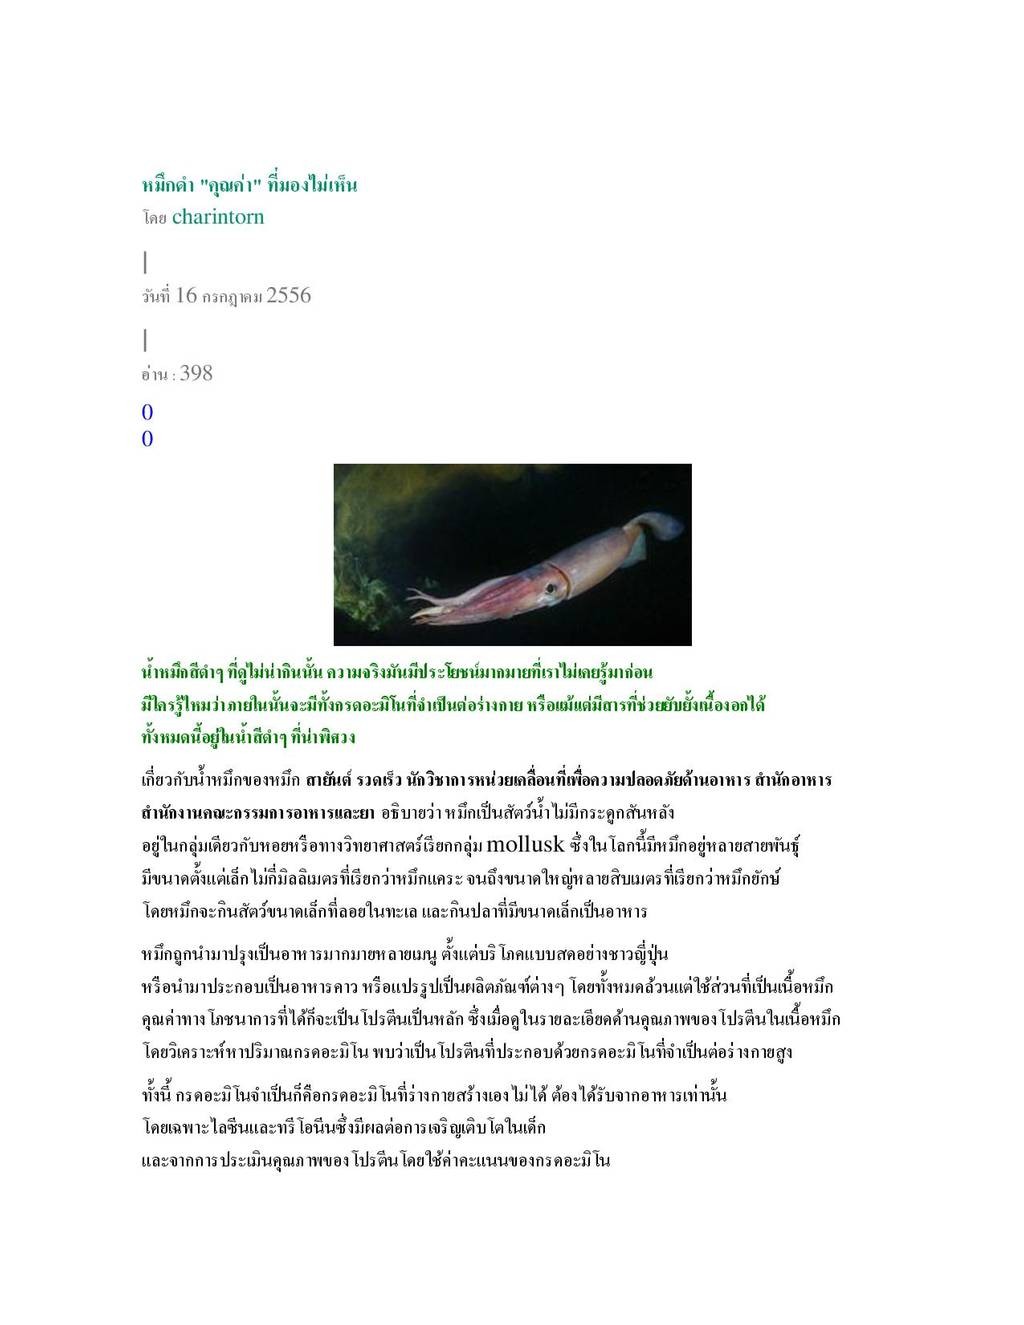 หมึกดำ "คุณค่า" ที่มองไม่เห็น
โดย charintorn
|
วันที่ 16 กรกฎาคม 2556
|
อ่าน : 398
0
0
น้ำหมึกสีดำๆ ที่ดูไม่น่ากินนั้น ความจริงมันมีประโยชน์มากมายที่เราไม่เคยรู้มาก่อน
มีใครรู้ไหมว่า ภายในนั้นจะมีทั้งกรดอะมิโนที่จำเป็นต่อร่างกาย หรือแม้แต่มีสารที่ช่วยยับยั้งเนื้องอกได้
ทั้งหมดนี้อยู่ในน้ำสีดำๆ ที่น่าพิศวง
เกี่ยวกับน้ำหมึกของหมึก สายันต์ รวดเร็ว นักวิชาการหน่วยเคลื่อนที่เพื่อความปลอดภัยด้านอาหาร สำนักอาหาร
สำนักงานคณะกรรมการอาหารและยา อธิบายว่า หมึกเป็นสัตว์น้ำไม่มีกระดูกสันหลัง
อยู่ในกลุ่มเดียวกับหอยหรือทางวิทยาศาสตร์เรียกกลุ่ม mollusk ซึ่งในโลกนี้มีหมึกอยู่หลายสายพันธุ์
มีขนาดตั้งแต่เล็กไม่กี่มิลลิเมตรที่เรียกว่าหมึกแคระ จนถึงขนาดใหญ่หลายสิบเมตรที่เรียกว่าหมึกยักษ์
โดยหมึกจะกินสัตว์ขนาดเล็กที่ลอยในทะเล และกินปลาที่มีขนาดเล็กเป็นอาหาร
หมึกถูกนำมาปรุงเป็นอาหารมากมายหลายเมนู ตั้งแต่บริโภคแบบสดอย่างชาวญี่ปุ่น
หรือนำมาประกอบเป็นอาหารคาว หรือแปรรูปเป็นผลิตภัณฑ์ต่างๆ โดยทั้งหมดล้วนแต่ใช้ส่วนที่เป็นเนื้อหมึก
คุณค่าทางโภชนาการที่ได้ก็จะเป็นโปรตีนเป็นหลัก ซึ่งเมื่อดูในรายละเอียดด้านคุณภาพของโปรตีนในเนื้อหมึก
โดยวิเคราะห์หาปริมาณกรดอะมิโน พบว่าเป็นโปรตีนที่ประกอบด้วยกรดอะมิโนที่จำเป็นต่อร่างกายสูง
ทั้งนี้ กรดอะมิโนจำเป็นก็คือกรดอะมิโนที่ร่างกายสร้างเองไม่ได้ ต้องได้รับจากอาหารเท่านั้น
โดยเฉพาะไลซีนและทรีโอนีนซึ่งมีผลต่อการเจริญเติบโตในเด็ก
และจากการประเมินคุณภาพของโปรตีนโดยใช้ค่าคะแนนของกรดอะมิโน